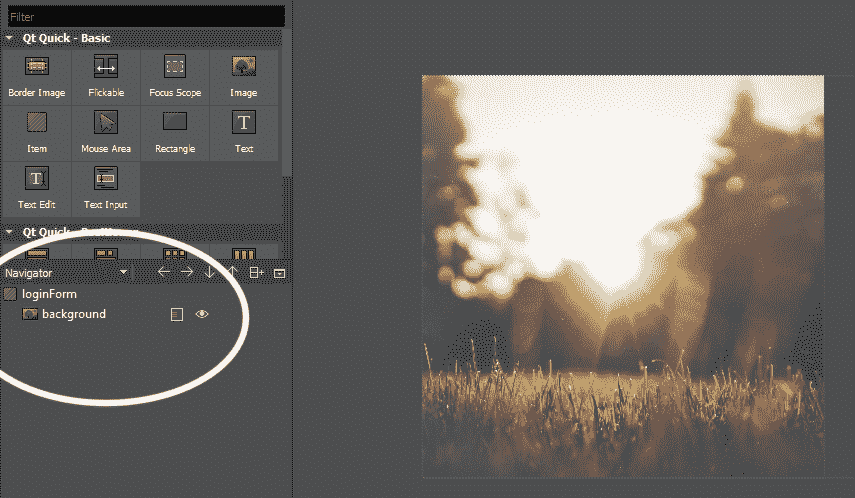 Filter
Qt Quick - Basic
Border Image Flickable Focus Scope Image
Item Mouse Area Rectangle Text
Text Edit Text Input
Qt Quick -
Navigator
loginForm
background